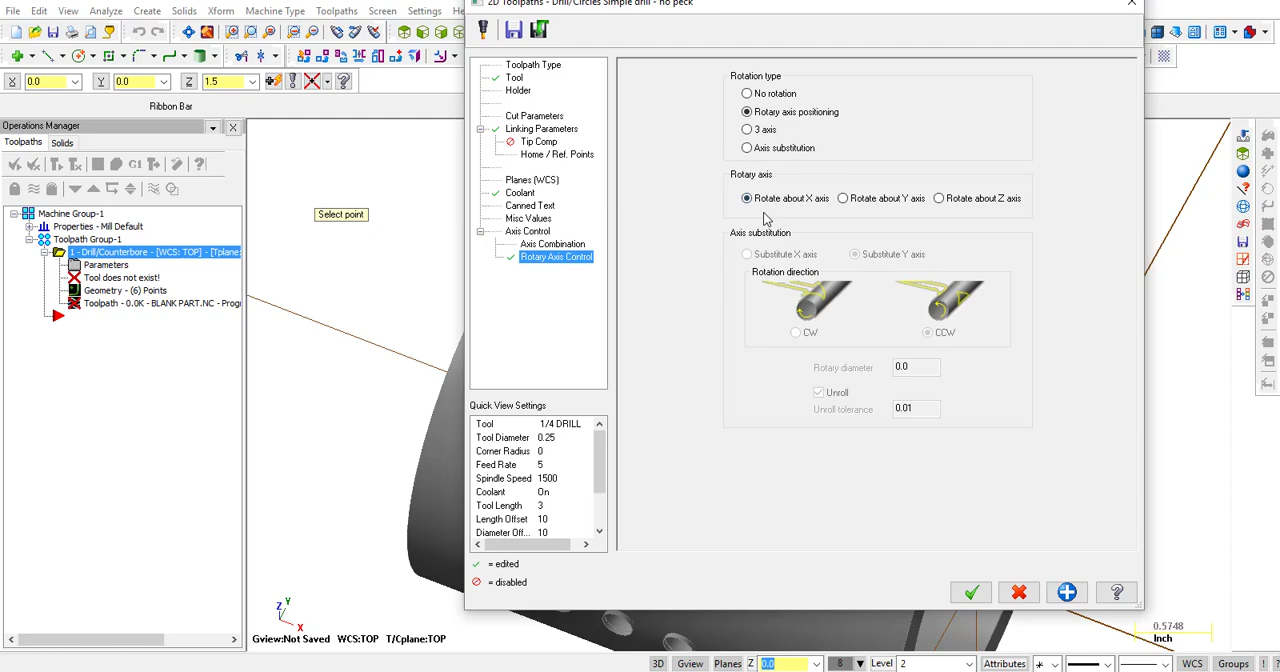 2D Toolpaths - Drill/Circles Simple drill - no peck
File Edit View Analyze Create Solids Xform Machine Type Toolpaths Screen Settings
X 0.0 Y 0.0 Z 1.5
Ribbon Bar
Operations Manager
Toolpaths Solids
G1
Machine Group-1
Properties - Mill Default
Toolpath Group-1
1 - Drill/Counterbore - [WCS: TOP] - [Tplane:
Parameters
Tool does not exist!
Geometry - (6) Points
Toolpath - 0.0K - BLANK PART.NC - Progr
Select point
Toolpath Type
Tool
Holder
Cut Parameters
Linking Parameters
Tip Comp
Home / Ref. Points
Planes (WCS)
Coolant
Canned Text
Misc Values
Axis Control
Axis Combination
Rotary Axis Control
Quick View Settings
Tool 1/4 DRILL
Tool Diameter 0.25
Corner Radius 0
Feed Rate 5
Spindle Speed 1500
Coolant On
Tool Length 3
Length Offset 10
Diameter Off... 10
= edited
= disabled
Rotation type
No rotation
Rotary axis positioning
3 axis
Axis substitution
Rotary axis
Rotate about X axis Rotate about Y axis Rotate about Z axis
Axis substitution
Substitute X axis Substitute Y axis
Rotation direction
CW CCW
Rotary diameter 0.0
Unroll
Unroll tolerance 0.01
Z Y X
Gview:Not Saved WCS:TOP T/Cplane:TOP
0.5748
Inch
3D Gview Planes Z 0.0 8 Level 2 Attributes WCS Groups